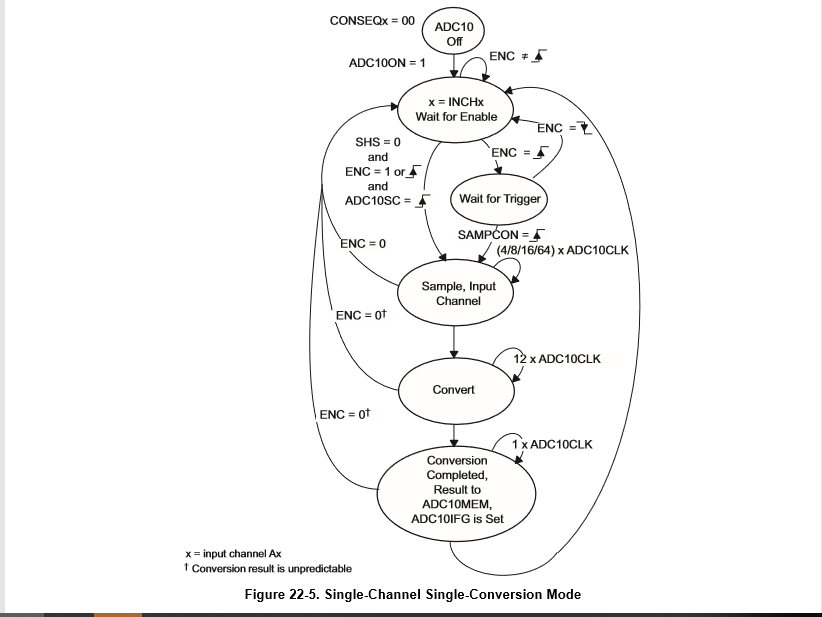 CONSEQx = 00
ADC10
Off
ADC10ON = 1
ENC ≠
x = INCHx
Wait for Enable
ENC =
SHS = 0
and
ENC = 1 or
and
ADC10SC =
ENC =
Wait for Trigger
SAMPCON =
(4/8/16/64) x ADC10CLK
ENC = 0
Sample, Input
Channel
ENC = 0†
12 x ADC10CLK
Convert
ENC = 0†
1 x ADC10CLK
Conversion
Completed,
Result to
ADC10MEM,
ADC10IFG is Set
x = input channel Ax
† Conversion result is unpredictable
Figure 22-5. Single-Channel Single-Conversion Mode